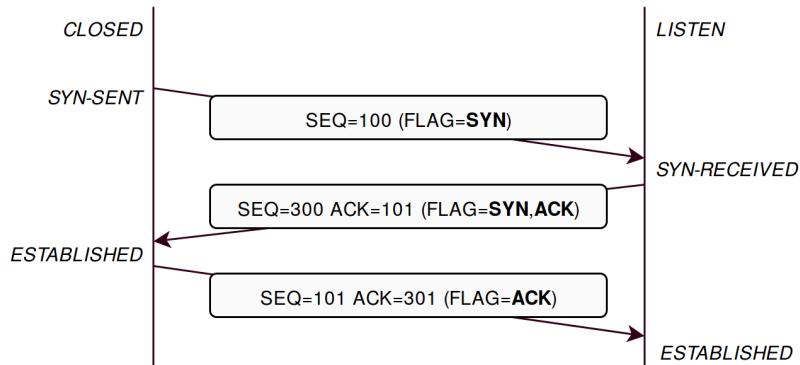 CLOSED
LISTEN
SYN-SENT
SEQ=100 (FLAG=SYN)
SYN-RECEIVED
SEQ=300 ACK=101 (FLAG=SYN,ACK)
ESTABLISHED
SEQ=101 ACK=301 (FLAG=ACK)
ESTABLISHED